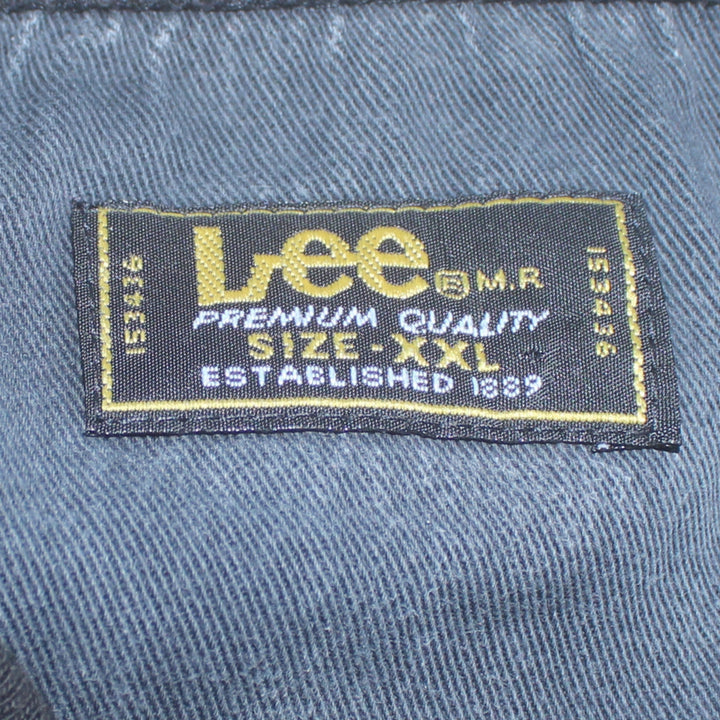 153436
Lee ® M.R
PREMIUM QUALITY
SIZE-XXL
ESTABLISHED 1889
153436